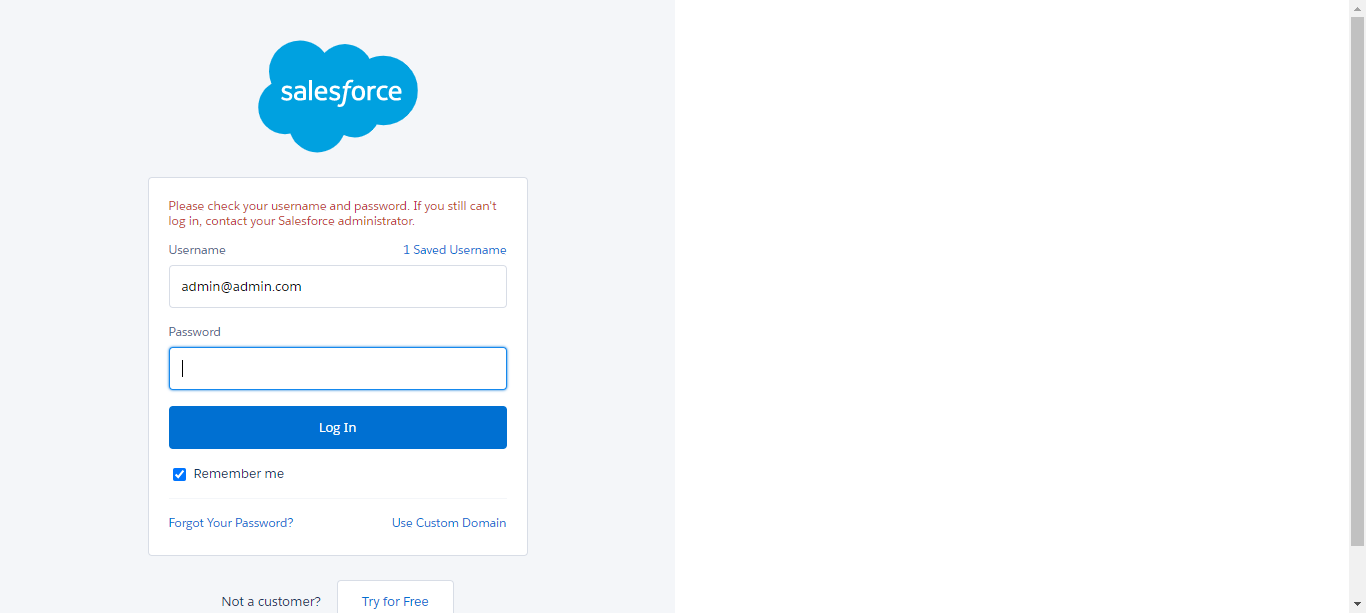 salesforce
Please check your username and password. If you still can't
log in, contact your Salesforce administrator.
Username 1 Saved Username
admin@admin.com
Password
Log In
Remember me
Forgot Your Password? Use Custom Domain
Not a customer? Try for Free